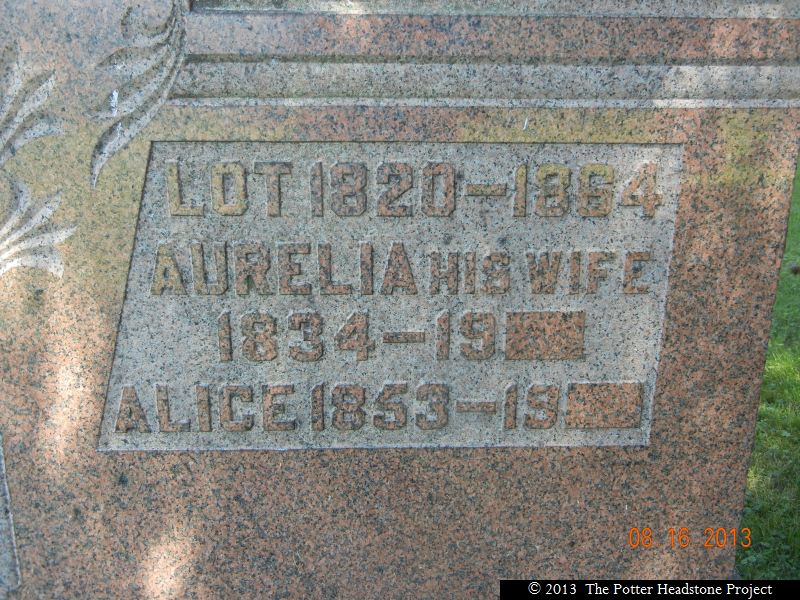 LOT 1820-1864
AURELIA HIS WIFE
1834-19
ALICE 1853-19
08.16.2013
© 2013 The Potter Headstone Project